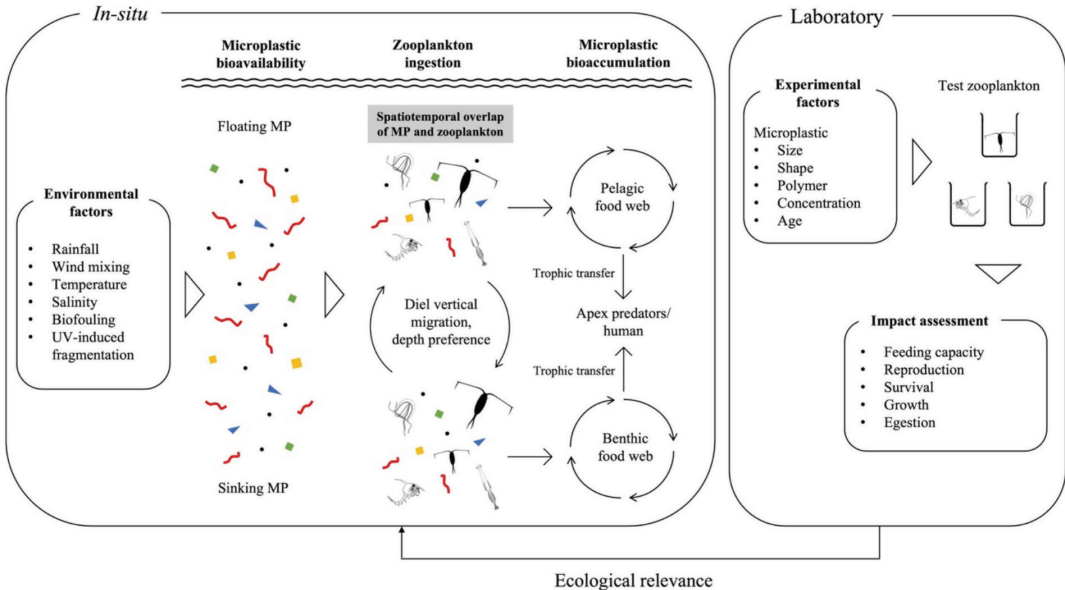 In-situ
Microplastic
bioavailability
Zooplankton
ingestion
Microplastic
bioaccumulation
Environmental
factors
• Rainfall
• Wind mixing
• Temperature
• Salinity
• Biofouling
• UV-induced
fragmentation
Floating MP
Sinking MP
Spatiotemporal overlap
of MP and zooplankton
Diel vertical
migration,
depth preference
Pelagic
food web
Trophic transfer
Apex predators/
human
Trophic transfer
Benthic
food web
Laboratory
Experimental
factors
Microplastic
• Size
• Shape
• Polymer
• Concentration
• Age
Test zooplankton
Impact assessment
• Feeding capacity
• Reproduction
• Survival
• Growth
• Egestion
Ecological relevance